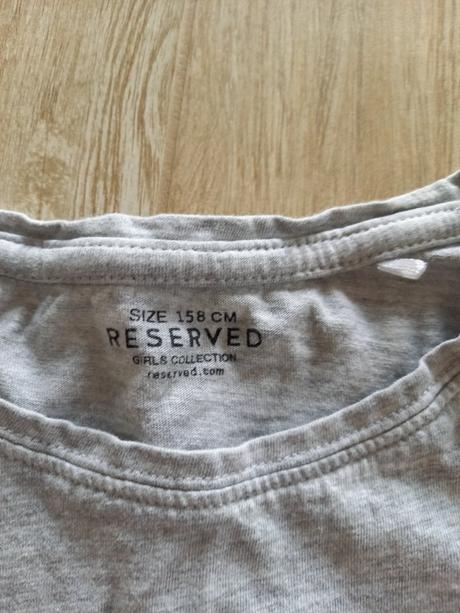 SIZE 158 CM
RESERVED
GIRLS COLLECTION
reserved.com